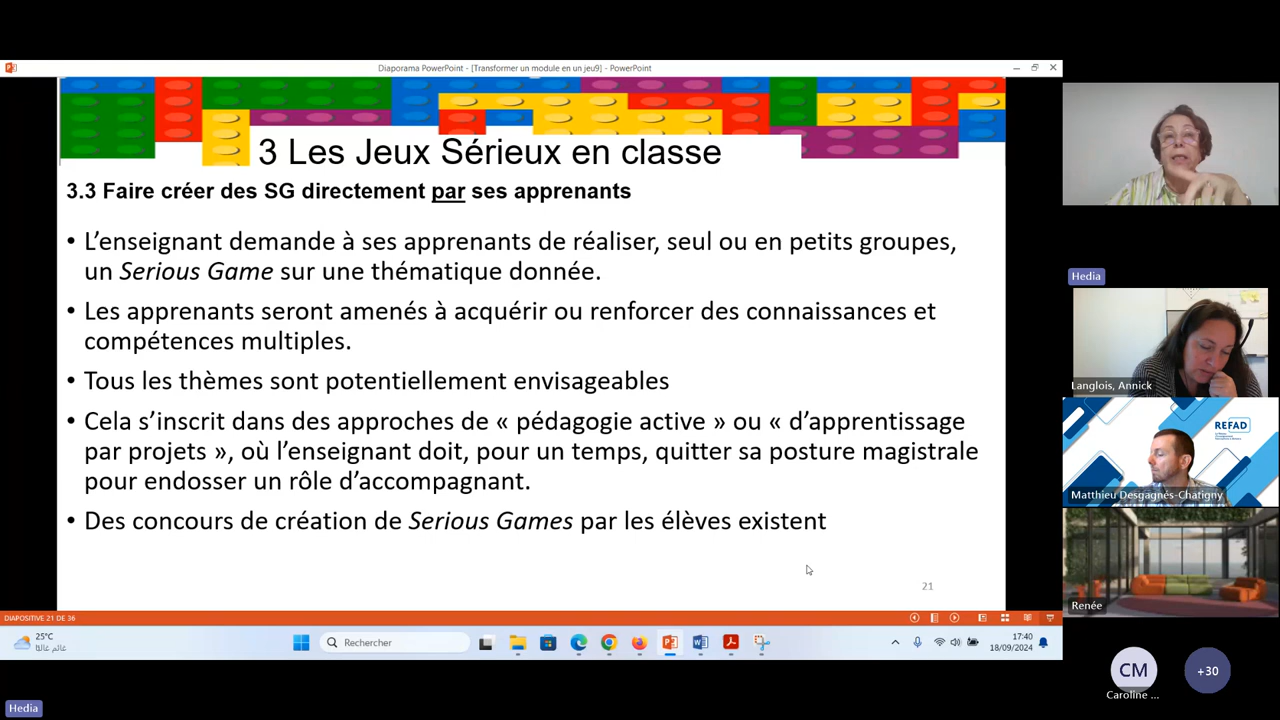 Diaporama PowerPoint - [Transformer un module en un jeu9] - PowerPoint
3 Les Jeux Sérieux en classe
3.3 Faire créer des SG directement par ses apprenants
• L’enseignant demande à ses apprenants de réaliser, seul ou en petits groupes,
un Serious Game sur une thématique donnée.
• Les apprenants seront amenés à acquérir ou renforcer des connaissances et
compétences multiples.
• Tous les thèmes sont potentiellement envisageables
• Cela s’inscrit dans des approches de « pédagogie active » ou « d’apprentissage
par projets », où l’enseignant doit, pour un temps, quitter sa posture magistrale
pour endosser un rôle d’accompagnant.
• Des concours de création de Serious Games par les élèves existent
21
DIAPOSITIVE 21 DE 36
25°C
غائم غالبًا
Rechercher
17:40
18/09/2024
Hedia
Langlois, Annick
REFAD
Matthieu Desgagnés-Chatigny
Renée
CM
Caroline ...
+30
Hedia